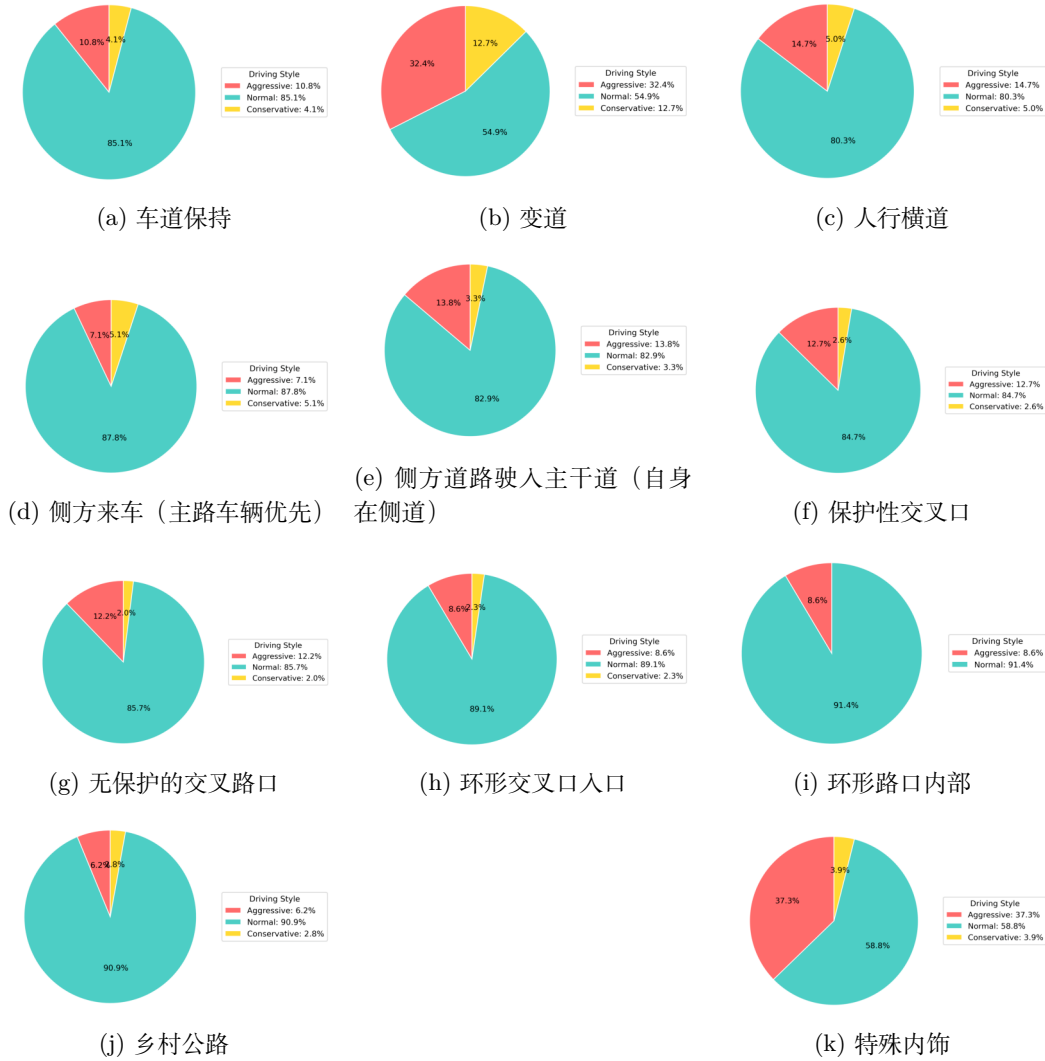 10.8%
4.1%
85.1%
Driving Style
Aggressive: 10.8%
Normal: 85.1%
Conservative: 4.1%
(a) 车道保持
32.4%
12.7%
54.9%
Driving Style
Aggressive: 32.4%
Normal: 54.9%
Conservative: 12.7%
(b) 变道
14.7%
5.0%
80.3%
Driving Style
Aggressive: 14.7%
Normal: 80.3%
Conservative: 5.0%
(c) 人行横道
7.1%
5.1%
87.8%
Driving Style
Aggressive: 7.1%
Normal: 87.8%
Conservative: 5.1%
(d) 侧方来车（主路车辆优先）
13.8%
3.3%
82.9%
Driving Style
Aggressive: 13.8%
Normal: 82.9%
Conservative: 3.3%
(e) 侧方道路驶入主干道（自身
在侧道）
12.7%
2.6%
84.7%
Driving Style
Aggressive: 12.7%
Normal: 84.7%
Conservative: 2.6%
(f) 保护性交叉口
12.2%
2.0%
85.7%
Driving Style
Aggressive: 12.2%
Normal: 85.7%
Conservative: 2.0%
(g) 无保护的交叉路口
8.6%
2.3%
89.1%
Driving Style
Aggressive: 8.6%
Normal: 89.1%
Conservative: 2.3%
(h) 环形交叉口入口
8.6%
91.4%
Driving Style
Aggressive: 8.6%
Normal: 91.4%
(i) 环形路口内部
6.2%
2.8%
90.9%
Driving Style
Aggressive: 6.2%
Normal: 90.9%
Conservative: 2.8%
(j) 乡村公路
37.3%
3.9%
58.8%
Driving Style
Aggressive: 37.3%
Normal: 58.8%
Conservative: 3.9%
(k) 特殊内饰